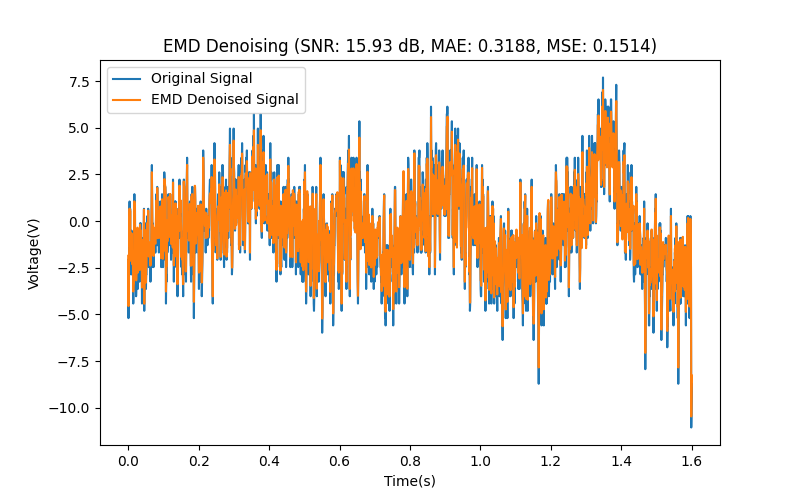 EMD Denoising (SNR: 15.93 dB, MAE: 0.3188, MSE: 0.1514)
Original Signal
EMD Denoised Signal
7.5
5.0
2.5
0.0
−2.5
−5.0
−7.5
−10.0
Voltage(V)
0.0 0.2 0.4 0.6 0.8 1.0 1.2 1.4 1.6
Time(s)